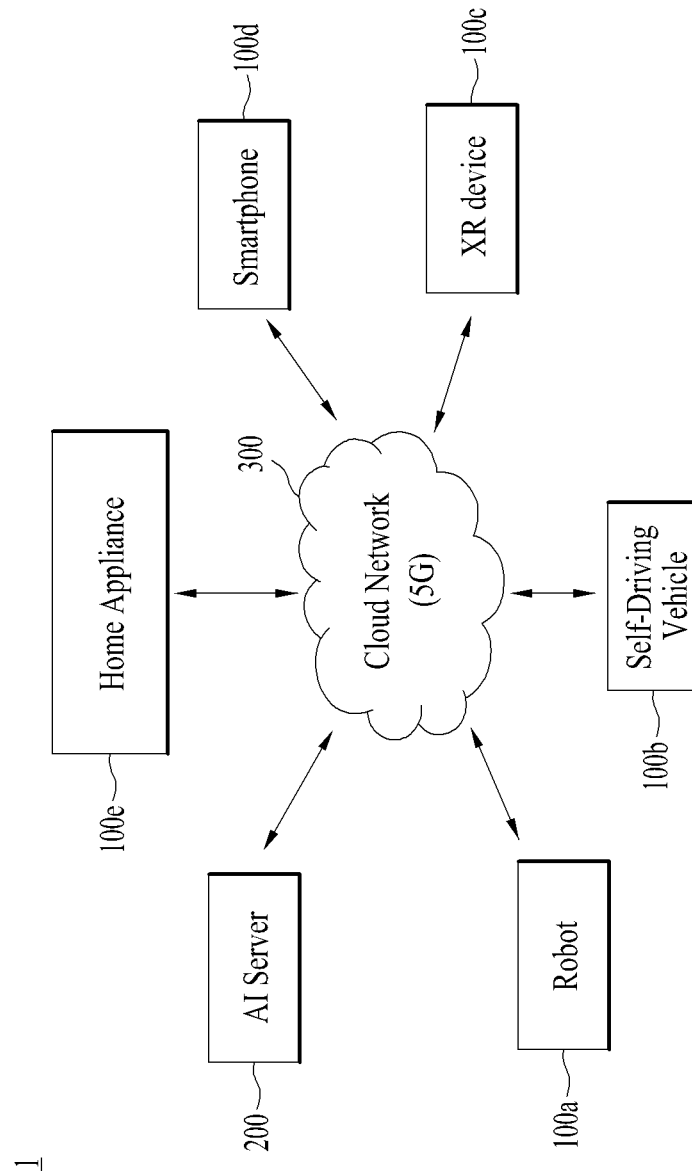 1
Home Appliance
100e
AI Server
200
Smartphone
100d
300
Cloud Network
(5G)
Robot
100a
Self-Driving
Vehicle
100b
XR device
100c